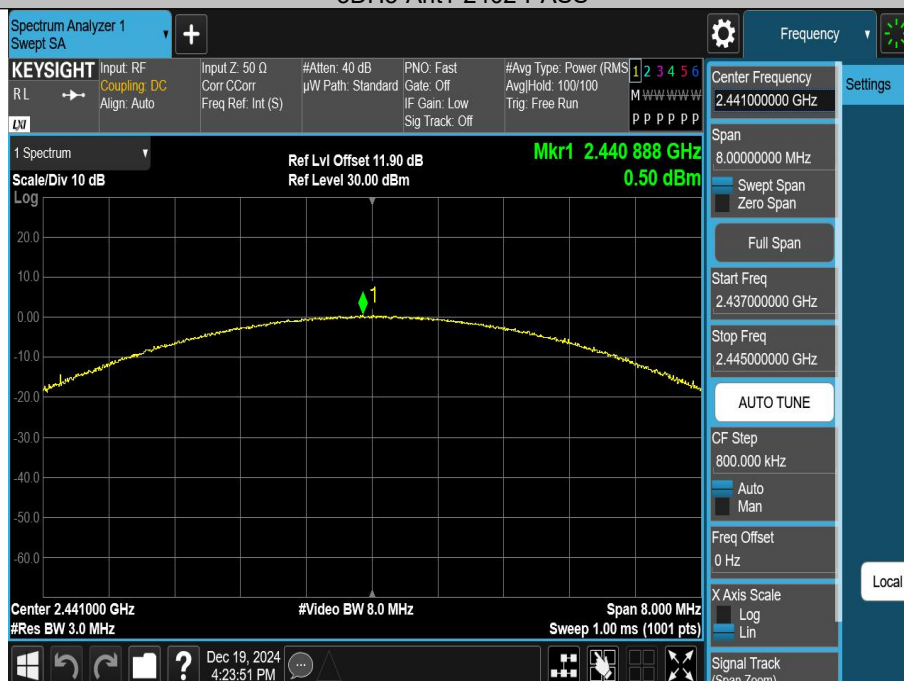 Spectrum Analyzer 1
Swept SA
+
Frequency
KEYSIGHT
RL
LXI
Input: RF
Coupling: DC
Align: Auto
Input Z: 50 Ω
Corr CCorr
Freq Ref: Int (S)
#Atten: 40 dB
µW Path: Standard
PNO: Fast
Gate: Off
IF Gain: Low
Sig Track: Off
#Avg Type: Power (RMS
Avg|Hold: 100/100
Trig: Free Run
1 2 3 4 5 6
M W W W W W
P P P P P P
1 Spectrum
Scale/Div 10 dB
Log
Ref Lvl Offset 11.90 dB
Ref Level 30.00 dBm
Mkr1 2.440 888 GHz
0.50 dBm
20.0
10.0
0.00
-10.0
-20.0
-30.0
-40.0
-50.0
-60.0
1
Center 2.441000 GHz
#Res BW 3.0 MHz
#Video BW 8.0 MHz
Span 8.000 MHz
Sweep 1.00 ms (1001 pts)
Center Frequency
2.441000000 GHz
Span
8.00000000 MHz
Swept Span
Zero Span
Full Span
Start Freq
2.437000000 GHz
Stop Freq
2.445000000 GHz
AUTO TUNE
CF Step
800.000 kHz
Auto
Man
Freq Offset
0 Hz
X Axis Scale
Log
Lin
Signal Track
(Span Zoom)
Settings
Local
?
Dec 19, 2024
4:23:51 PM